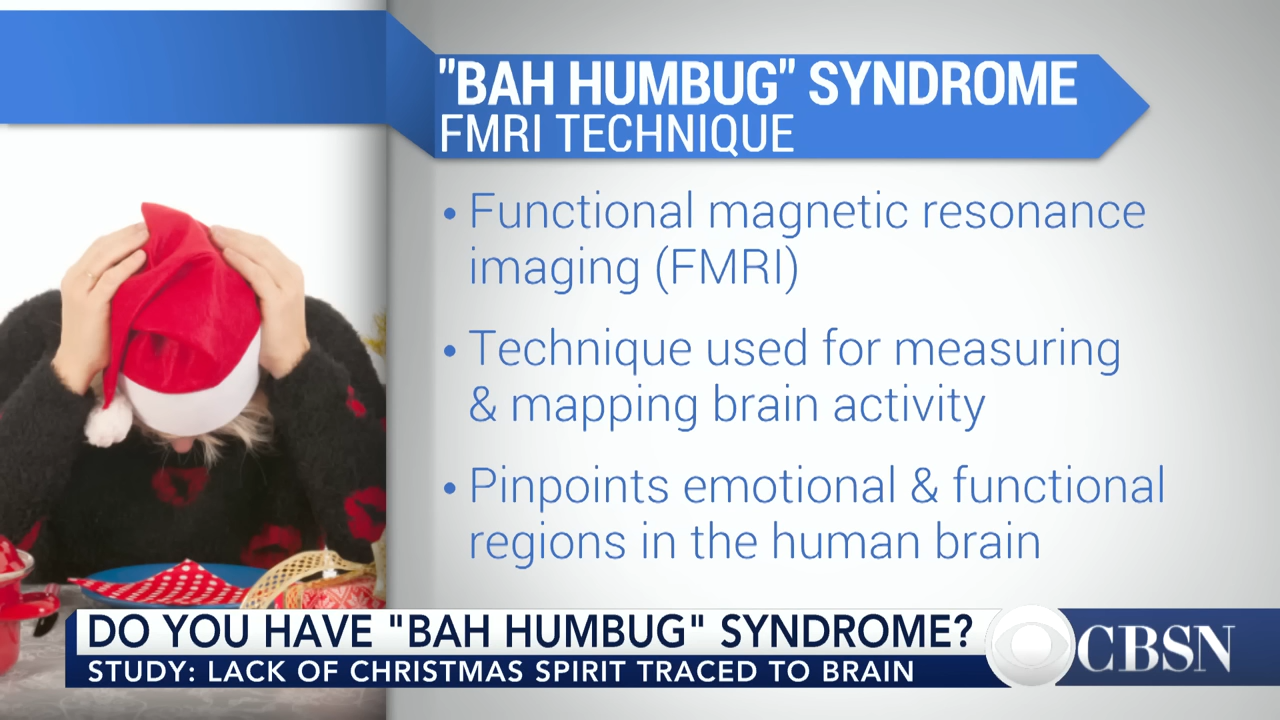 "BAH HUMBUG" SYNDROME
FMRI TECHNIQUE
• Functional magnetic resonance
imaging (FMRI)
• Technique used for measuring
& mapping brain activity
• Pinpoints emotional & functional
regions in the human brain
DO YOU HAVE "BAH HUMBUG" SYNDROME?
STUDY: LACK OF CHRISTMAS SPIRIT TRACED TO BRAIN
CBSN